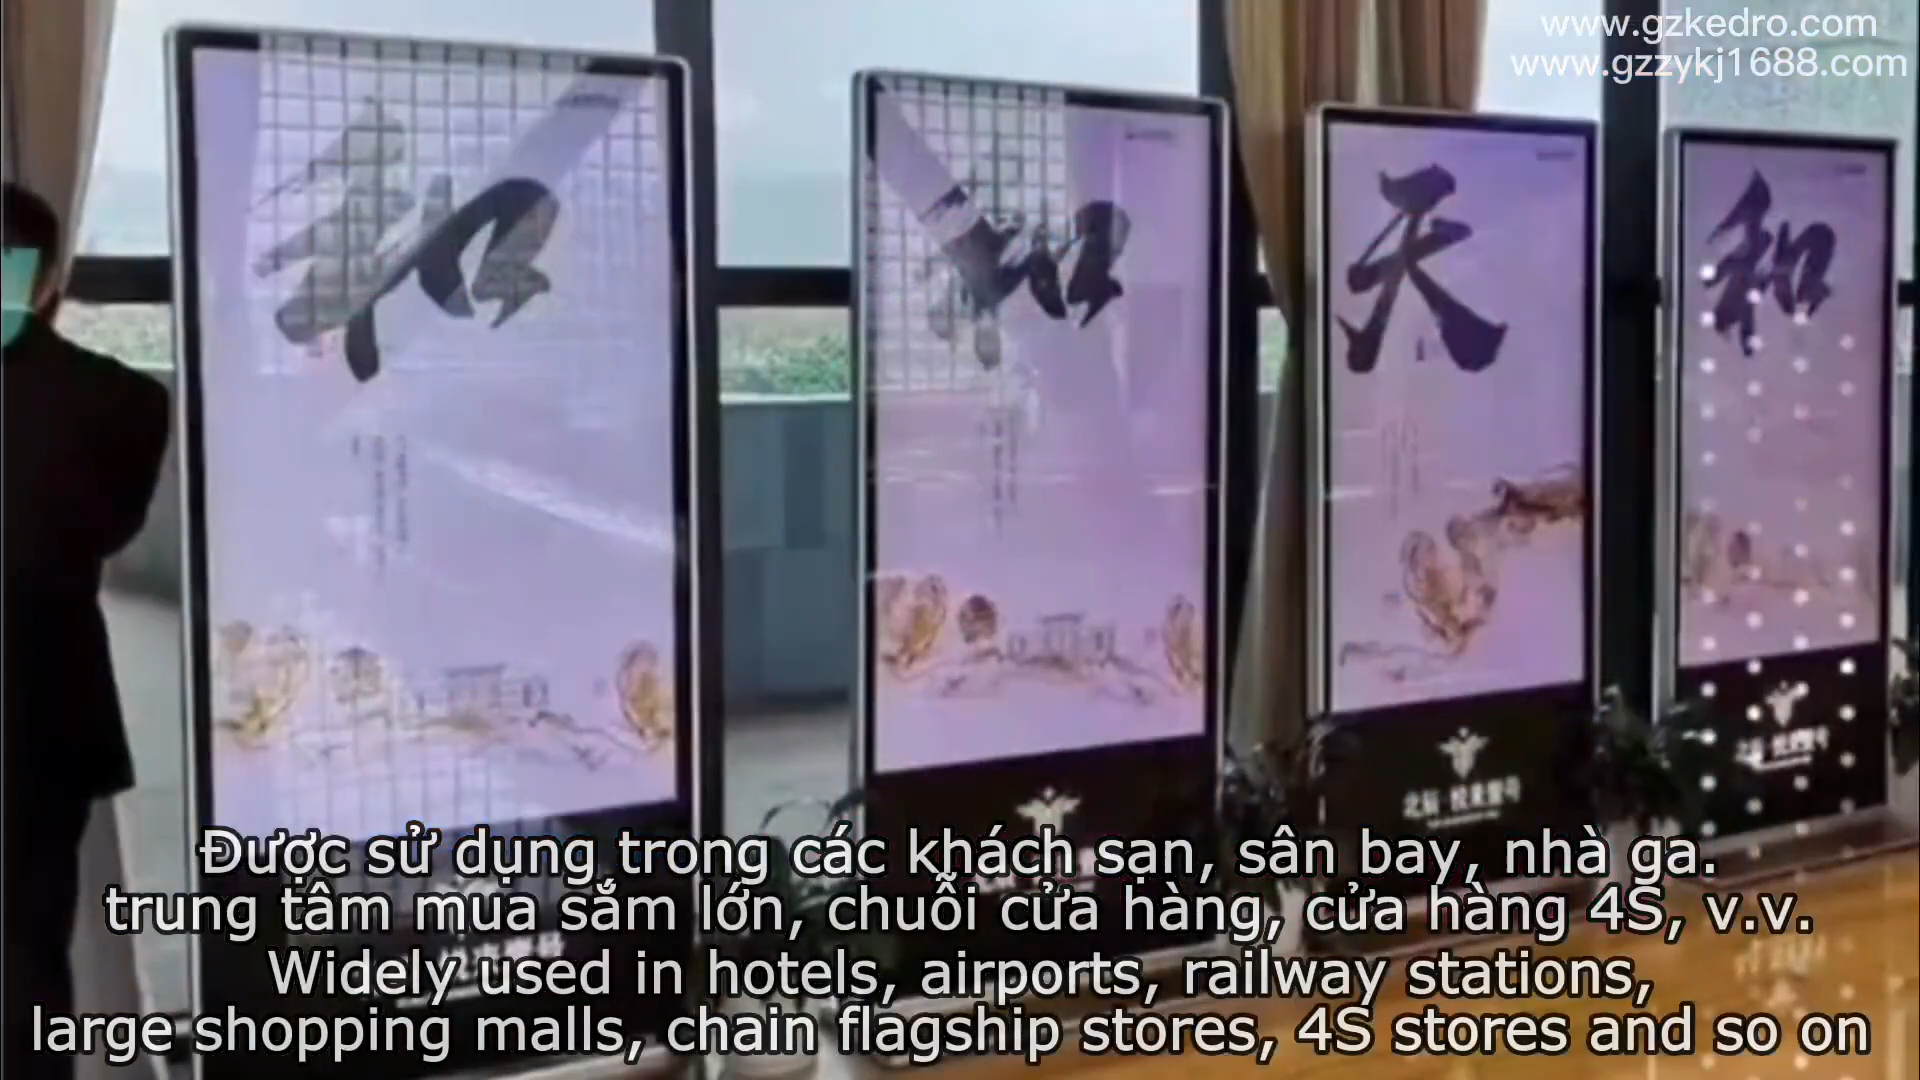 www.gzkedro.com
www.gzzykj1688.com
和
和
天
和
Được sử dụng trong các khách sạn, sân bay, nhà ga.
trung tâm mua sắm lớn, chuỗi cửa hàng, cửa hàng 4S, v.v.
Widely used in hotels, airports, railway stations,
large shopping malls, chain flagship stores, 4S stores and so on